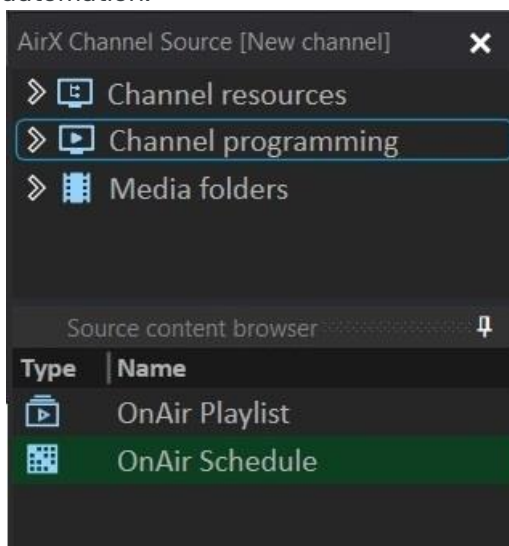 automation.
AirX Channel Source [New channel]
Channel resources
Channel programming
Media folders
Source content browser
Type Name
OnAir Playlist
OnAir Schedule